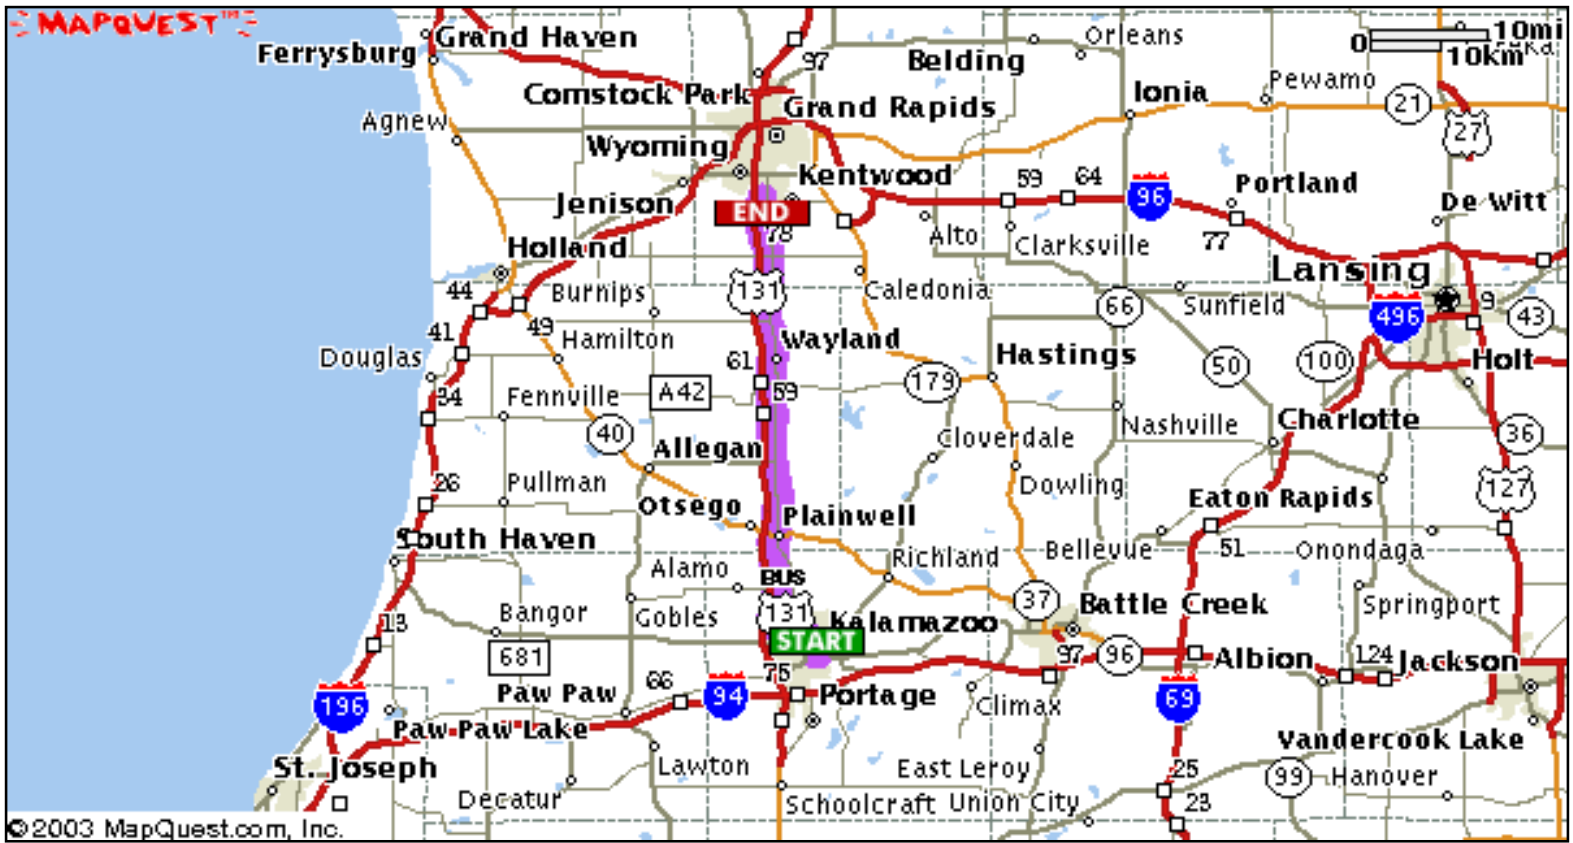 MAPQUEST™
Grand Haven
Ferrysburg
Orleans
0
10mi
10km
97
Belding
Comstock Park
Grand Rapids
Ionia
Pewamo
21
27
Agnew
Wyoming
Kentwood
59
64
96
Portland
De Witt
Jenison
END
78
Alto
Clarksville
77
Holland
Lansing
44
49
Burnips
131
Caledonia
66
Sunfield
496
9
43
41
Hamilton
Wayland
Douglas
61
59
Hastings
50
100
Holt
34
Fennville
A42
179
40
Nashville
Charlotte
36
Allegan
Cloverdale
26
Pullman
Dowling
127
Otsego
Plainwell
Eaton Rapids
South Haven
Richland
Bellevue
51
Onondaga
Alamo
BUS
131
Bangor
Gobles
Kalamazoo
37
Battle Creek
Springport
13
START
681
97
96
Albion
124
Jackson
196
Paw Paw
66
94
75
Portage
69
Climax
Paw Paw Lake
Vandercook Lake
St. Joseph
Lawton
East Leroy
25
99
Hanover
Decatur
Schoolcraft
Union City
23
©2003 MapQuest.com, Inc.